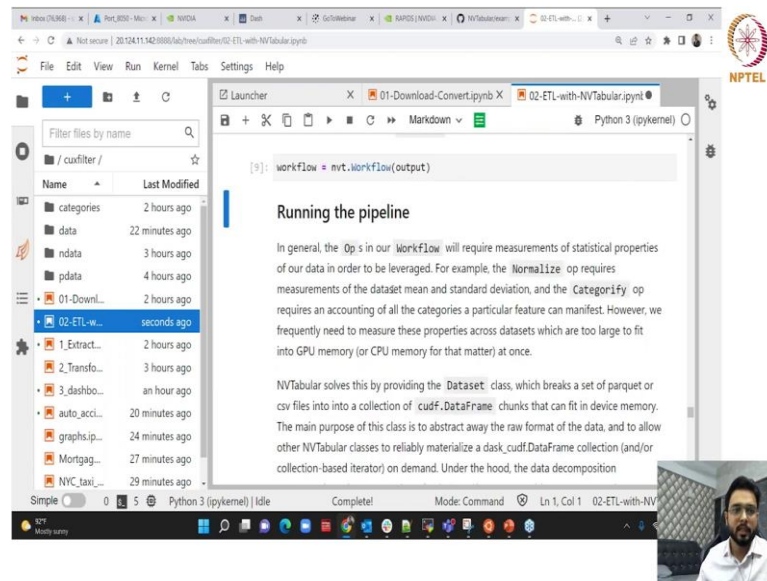 Inbox (76,968) - x
Port_8050 - Micr x
NVIDIA x
Dash x
GoToWebinar x
RAPIDS | NVIDIA x
NVTabular/exam x
02-ETL-with-... (
Not secure | 20.124.11.142:8888/lab/tree/cuxfilter/02-ETL-with-NVTabular.ipynb
NPTEL
File Edit View Run Kernel Tabs Settings Help
Launcher X 01-Download-Convert.ipynb X 02-ETL-with-NVTabular.ipynb
Markdown Python 3 (ipykernel)
Filter files by name
/ cuxfilter /
Name Last Modified
categories 2 hours ago
data 22 minutes ago
ndata 3 hours ago
pdata 4 hours ago
01-Downl... 2 hours ago
02-ETL-w... seconds ago
1_Extract... 2 hours ago
2_Transfo... 3 hours ago
3_dashbo... an hour ago
auto_acci... 20 minutes ago
graphs.ip... 24 minutes ago
Mortgag... 27 minutes ago
NYC_taxi_... 29 minutes ago
[9]: workflow = nvt.Workflow(output)
Running the pipeline
In general, the Op s in our Workflow will require measurements of statistical properties
of our data in order to be leveraged. For example, the Normalize op requires
measurements of the dataset mean and standard deviation, and the Categorify op
requires an accounting of all the categories a particular feature can manifest. However, we
frequently need to measure these properties across datasets which are too large to fit
into GPU memory (or CPU memory for that matter) at once.
NVTabular solves this by providing the Dataset class, which breaks a set of parquet or
csv files into into a collection of cudf.DataFrame chunks that can fit in device memory.
The main purpose of this class is to abstract away the raw format of the data, and to allow
other NVTabular classes to reliably materialize a dask_cudf.DataFrame collection (and/or
collection-based iterator) on demand. Under the hood, the data decomposition
Simple 0 5 Python 3 (ipykernel) | Idle Complete! Mode: Command Ln 1, Col 1 02-ETL-with-NV
92°F
Mostly sunny